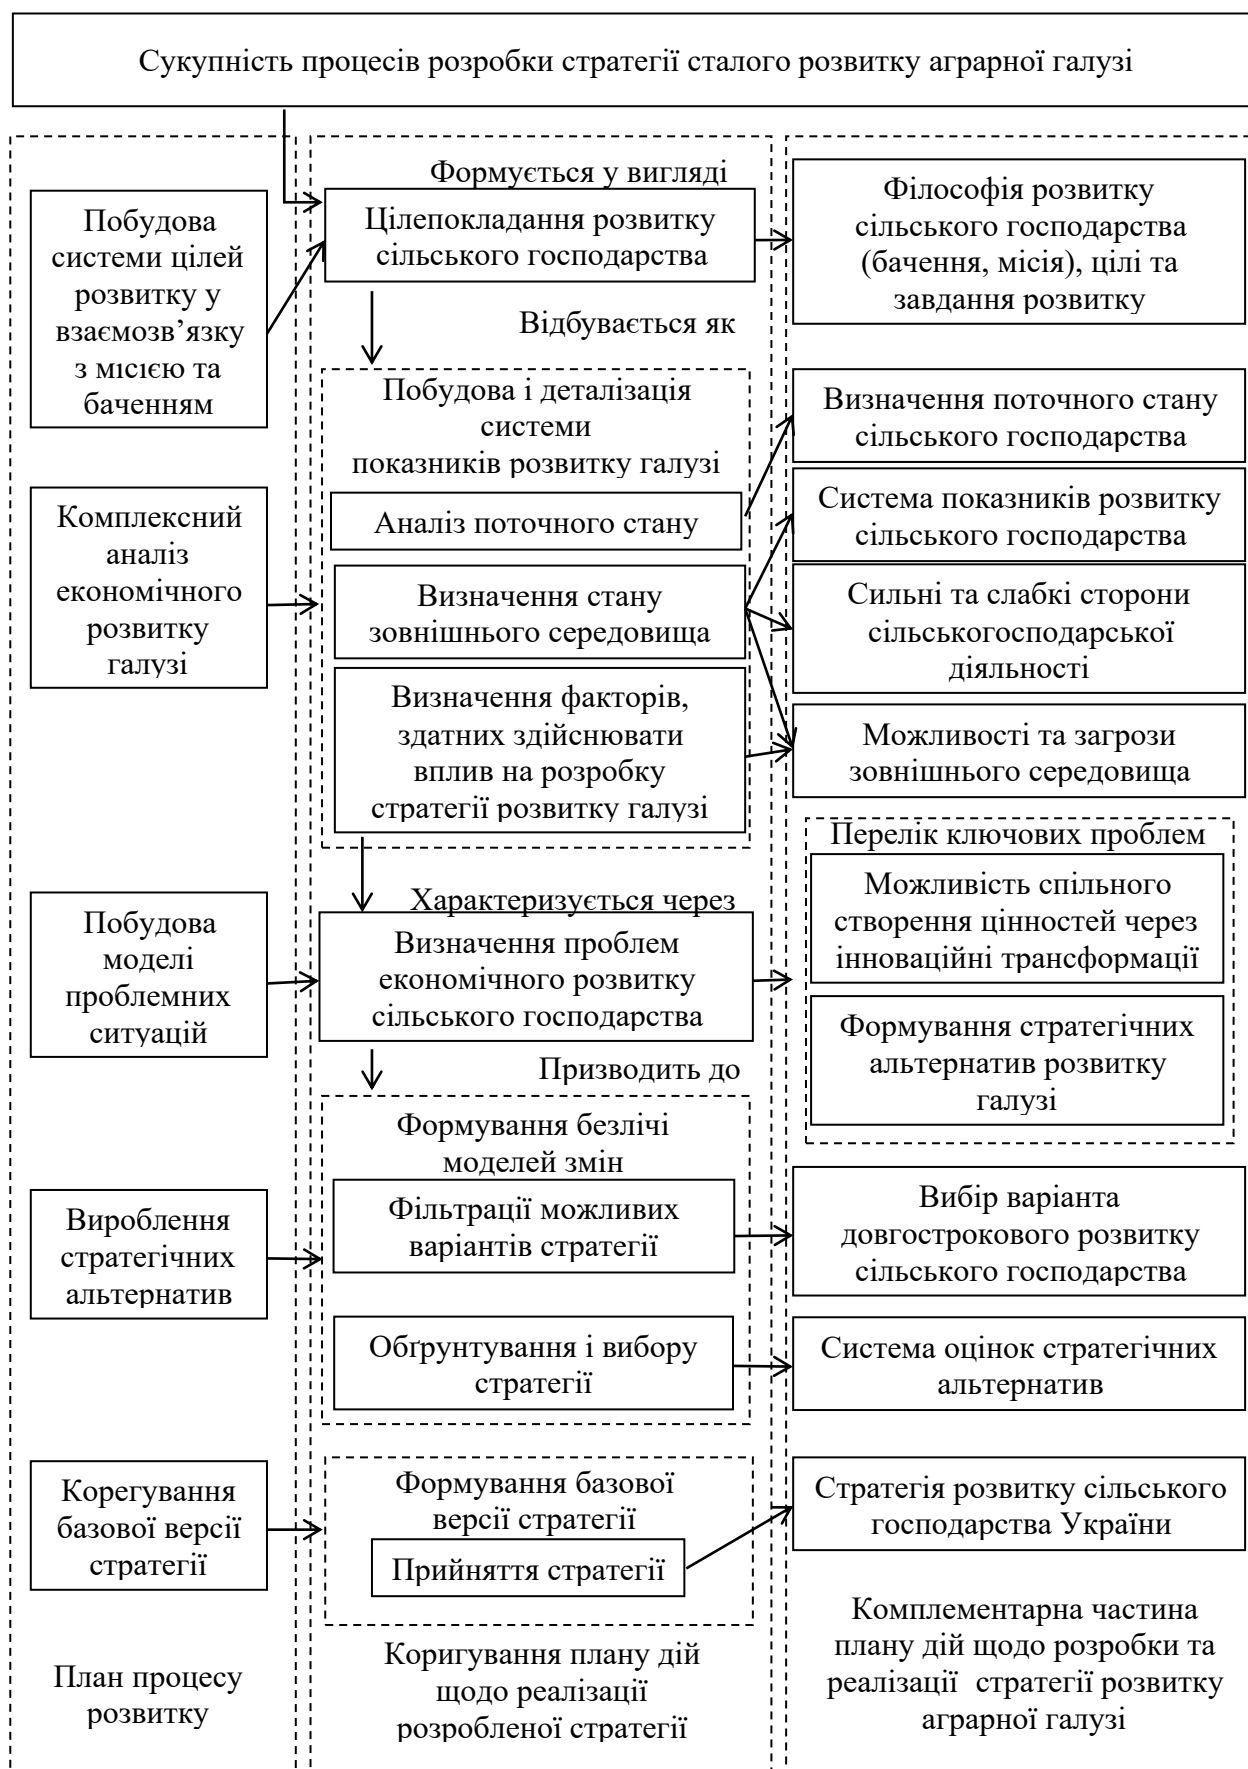 Сукупність процесів розробки стратегії сталого розвитку аграрної галузі
Побудова
системи цілей
розвитку у
взаємозв’язку
з місією та
баченням
Комплексний
аналіз
економічного
розвитку
галузі
Побудова
моделі
проблемних
ситуацій
Вироблення
стратегічних
альтернатив
Корегування
базової версії
стратегії
План процесу
розвитку
Формується у вигляді
Цілепокладання розвитку
сільського господарства
Відбувається як
Побудова і деталізація
системи
показників розвитку галузі
Аналіз поточного стану
Визначення стану
зовнішнього середовища
Визначення факторів,
здатних здійснювати
вплив на розробку
стратегії розвитку галузі
Характеризується через
Визначення проблем
економічного розвитку
сільського господарства
Призводить до
Формування безлічі
моделей змін
Фільтрації можливих
варіантів стратегії
Обґрунтування і вибору
стратегії
Формування базової
версії стратегії
Прийняття стратегії
Коригування плану дій
щодо реалізації
розробленої стратегії
Філософія розвитку
сільського господарства
(бачення, місія), цілі та
завдання розвитку
Визначення поточного стану
сільського господарства
Система показників розвитку
сільського господарства
Сильні та слабкі сторони
сільськогосподарської
діяльності
Можливості та загрози
зовнішнього середовища
Перелік ключових проблем
Можливість спільного
створення цінностей через
інноваційні трансформації
Формування стратегічних
альтернатив розвитку
галузі
Вибір варіанта
довгострокового розвитку
сільського господарства
Система оцінок стратегічних
альтернатив
Стратегія розвитку сільського
господарства України
Комплементарна частина
плану дій щодо розробки та
реалізації стратегії розвитку
аграрної галузі